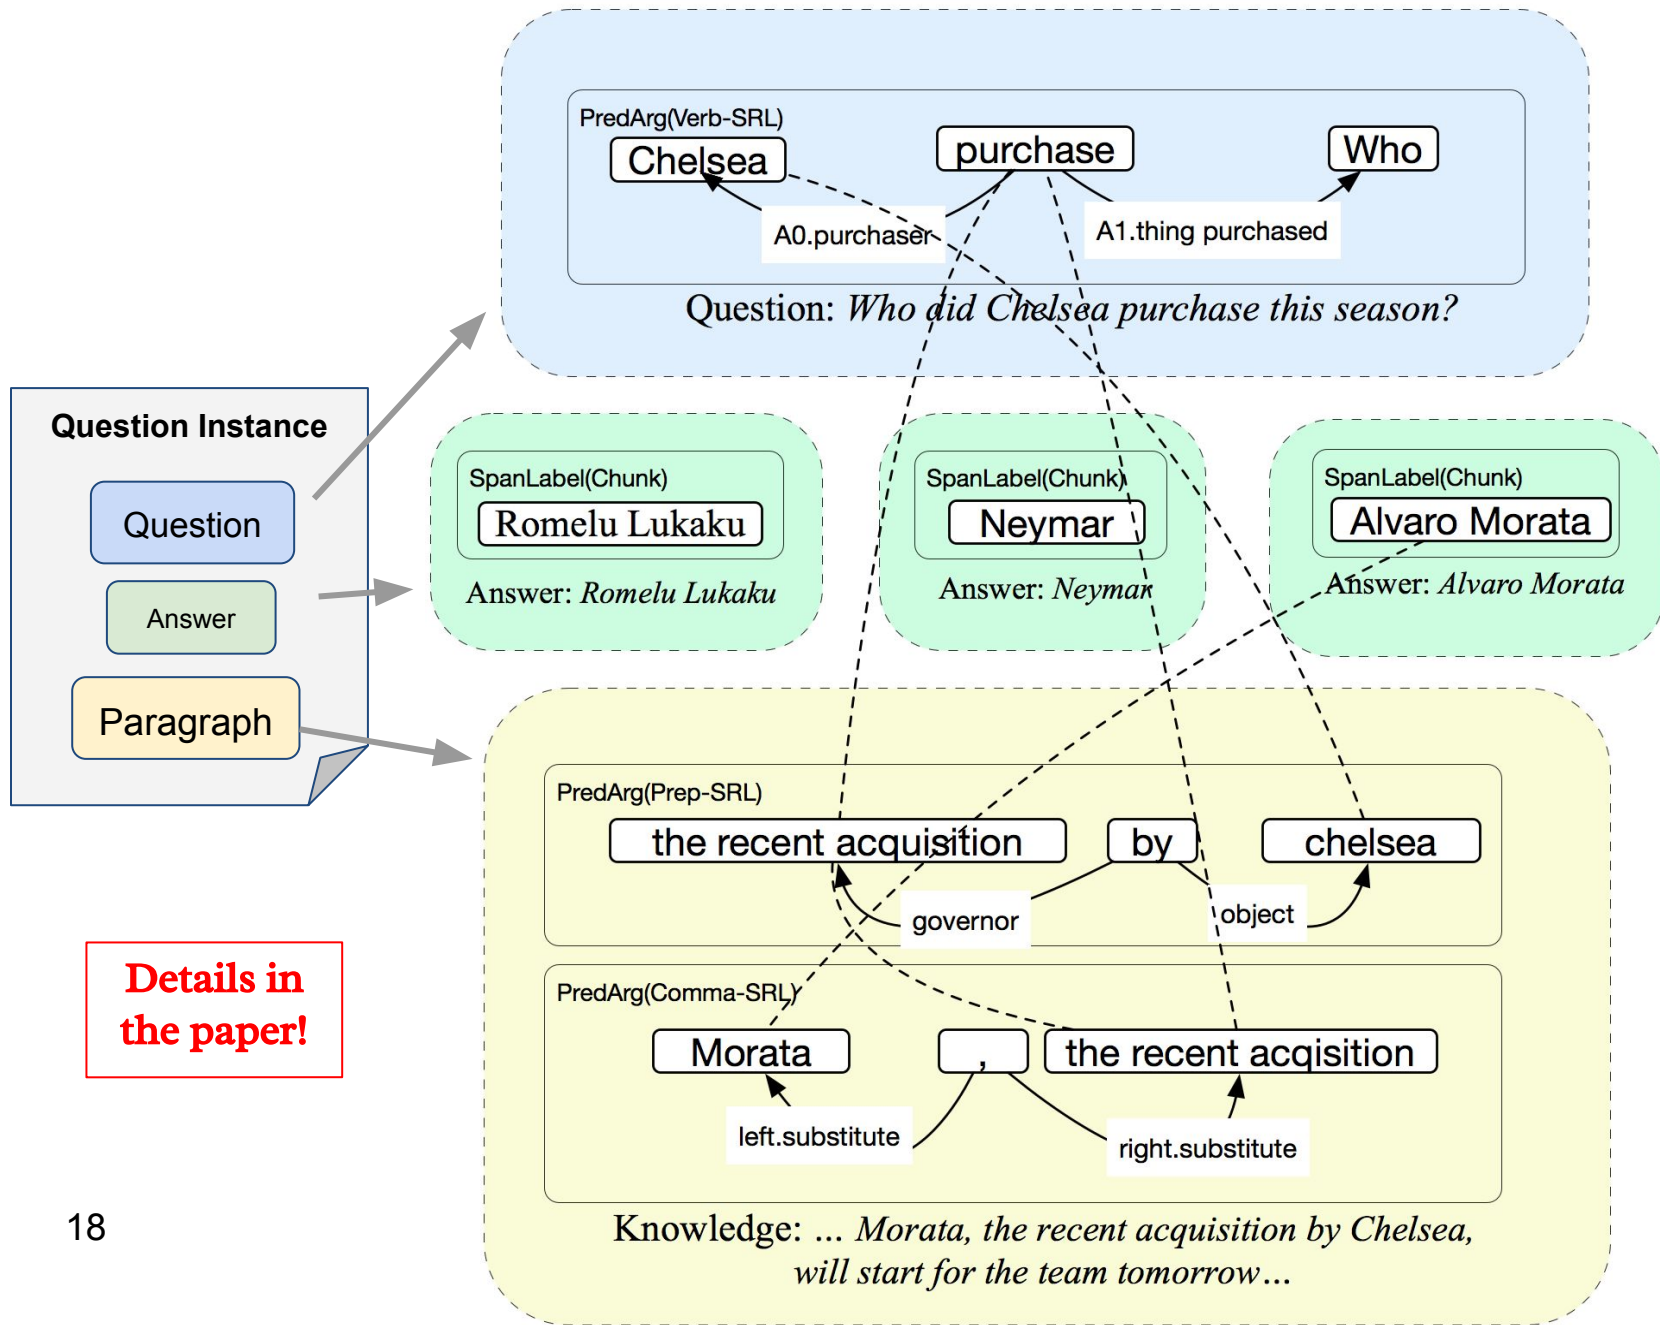 PredArg(Verb-SRL)
Chelsea
purchase
Who
A0.purchaser
A1.thing purchased
Question: Who did Chelsea purchase this season?
Question Instance
Question
Answer
Paragraph
SpanLabel(Chunk)
Romelu Lukaku
Answer: Romelu Lukaku
SpanLabel(Chunk)
Neymar
Answer: Neymar
SpanLabel(Chunk)
Alvaro Morata
Answer: Alvaro Morata
PredArg(Prep-SRL)
the recent acquisition
by
chelsea
governor
object
PredArg(Comma-SRL)
Morata
,
the recent acqisition
left.substitute
right.substitute
Knowledge: ... Morata, the recent acquisition by Chelsea,
will start for the team tomorrow...
Details in
the paper!
18